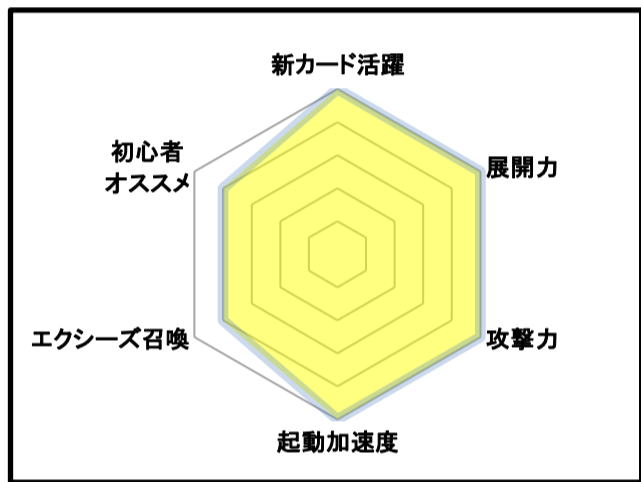 新カード活躍
初心者
オススメ
展開力
エクシーズ召喚
攻撃力
起動加速度